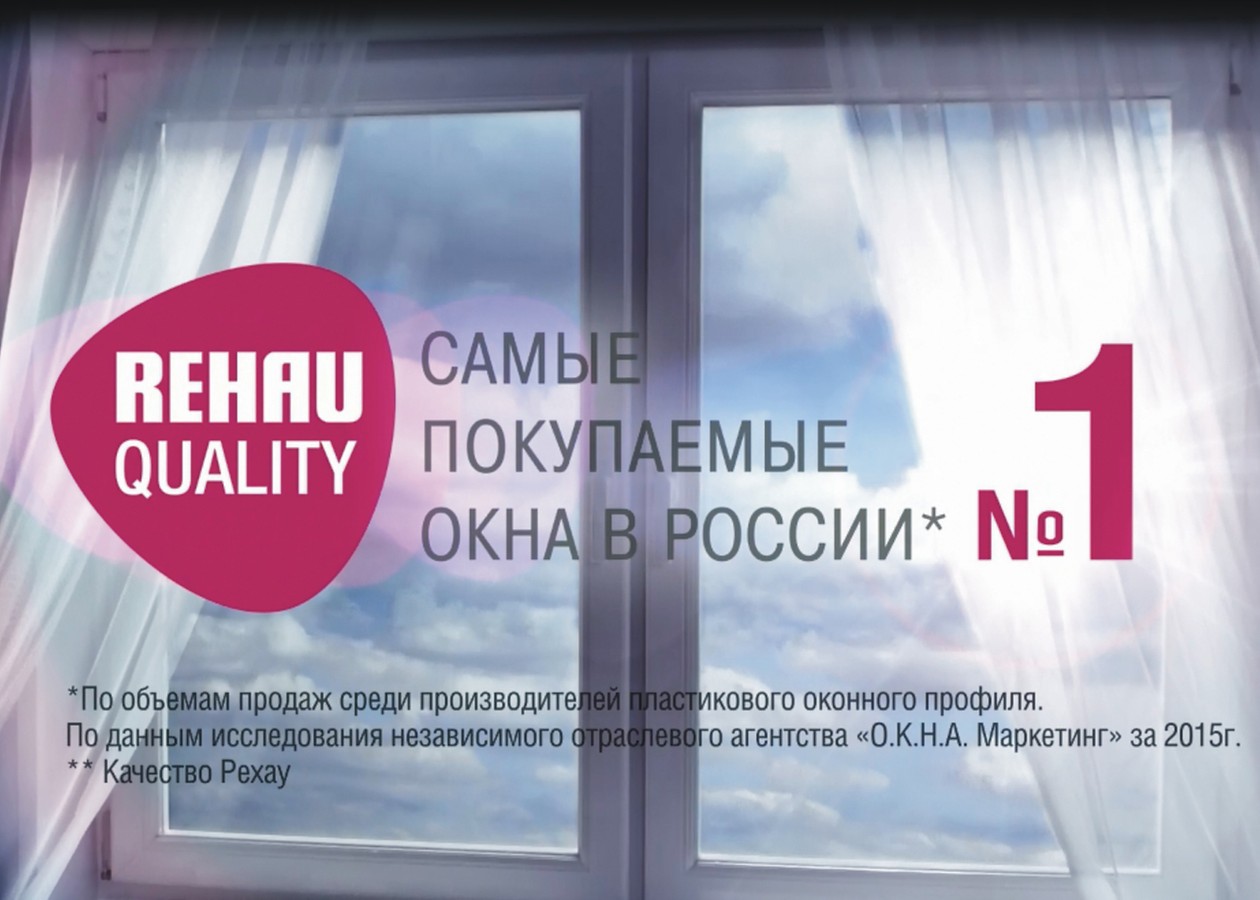 REHAU
QUALITY
САМЫЕ
ПОКУПАЕМЫЕ
ОКНА В РОССИИ*
№1
*По объемам продаж среди производителей пластикового оконного профиля.
По данным исследования независимого отраслевого агентства «О.К.Н.А. Маркетинг» за 2015г.
** Качество Рехау